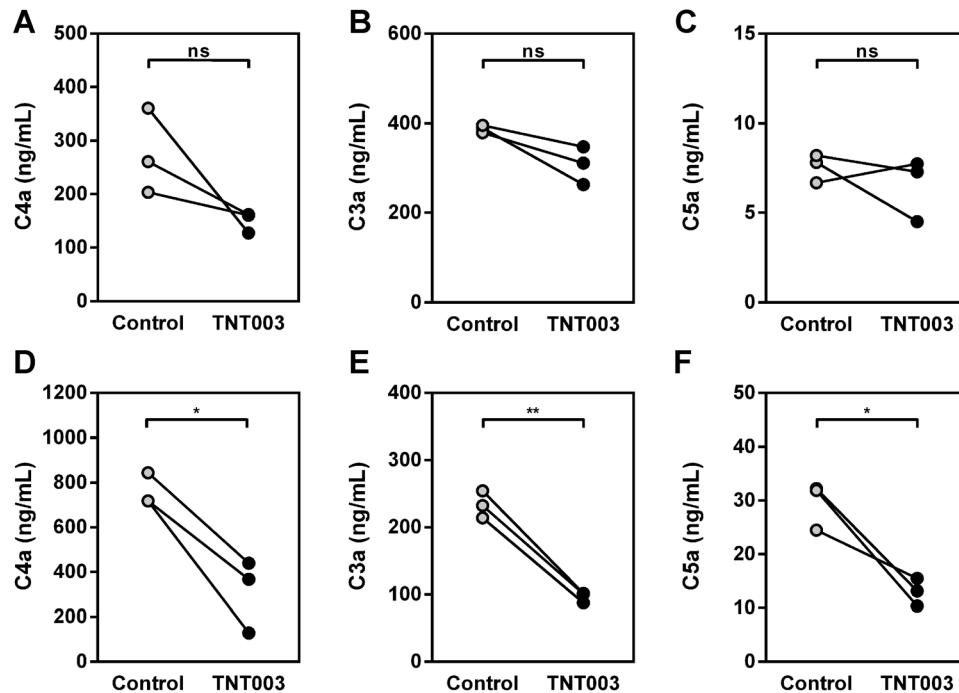 A
C4a (ng/mL)
500
400
300
200
100
0
ns
Control TNT003
B
C3a (ng/mL)
600
400
200
0
ns
Control TNT003
C
C5a (ng/mL)
15
10
5
0
ns
Control TNT003
D
C4a (ng/mL)
1200
1000
800
600
400
200
0
*
Control TNT003
E
C3a (ng/mL)
400
300
200
100
0
**
Control TNT003
F
C5a (ng/mL)
50
40
30
20
10
0
*
Control TNT003